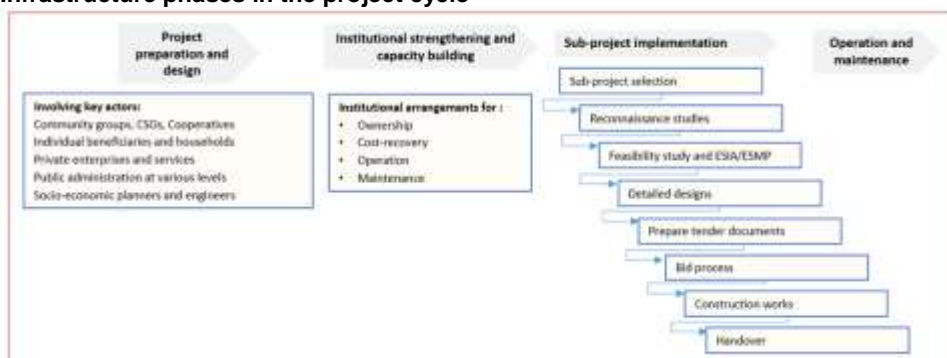 Infrastructure phases in the project cycle
Project
preparation and
design
Institutional strengthening and
capacity building
Sub-project implementation
Operation and
maintenance
Involving key actors:
Community groups, CSGs, Cooperatives
Individual beneficiaries and households
Private enterprises and services
Public administration at various levels
Socio-economic planners and engineers
Institutional arrangements for :
• Ownership
• Cost-recovery
• Operation
• Maintenance
Sub-project selection
Reconnaissance studies
Feasibility study and ESIA/ESMP
Detailed designs
Prepare tender documents
Bid process
Construction works
Handover